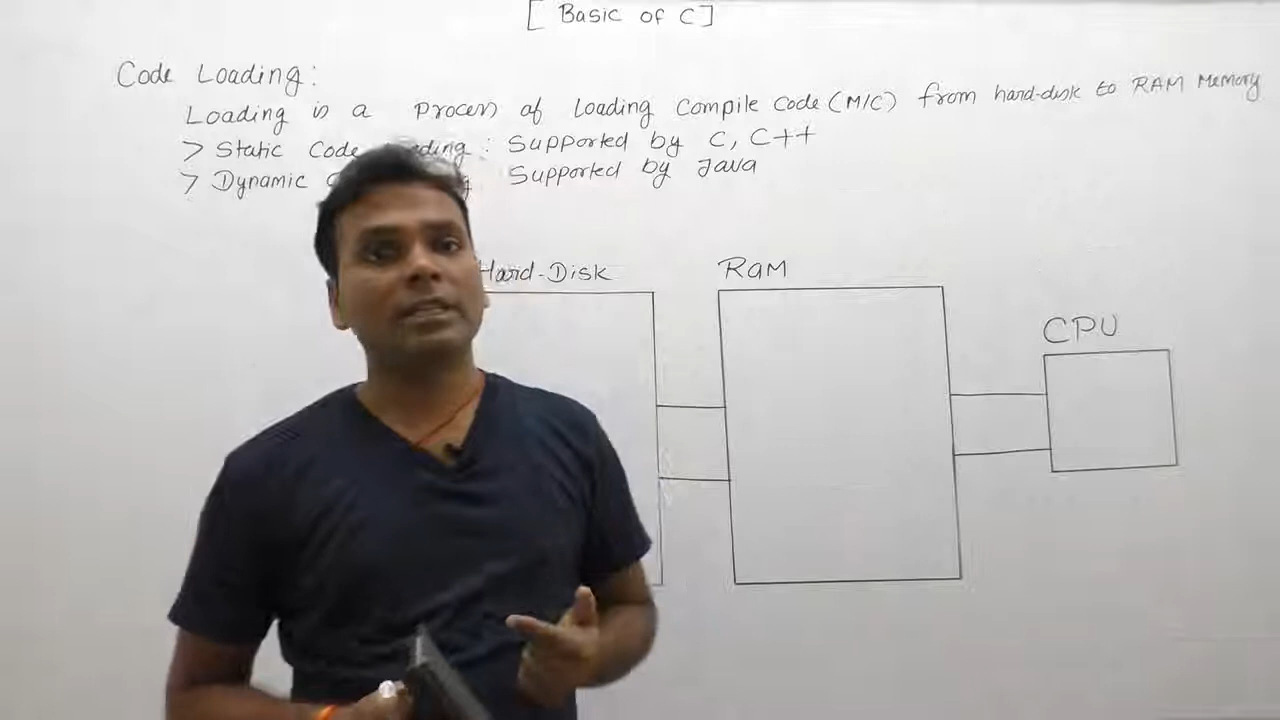 [ Basic of C ]
Code Loading:
Loading is a process of loading Compile Code (M/C) from hard-disk to RAM Memory
> Static Code ding : Supported by C, C++
> Dynamic Supported by Java
Hard-Disk
RAM
CPU